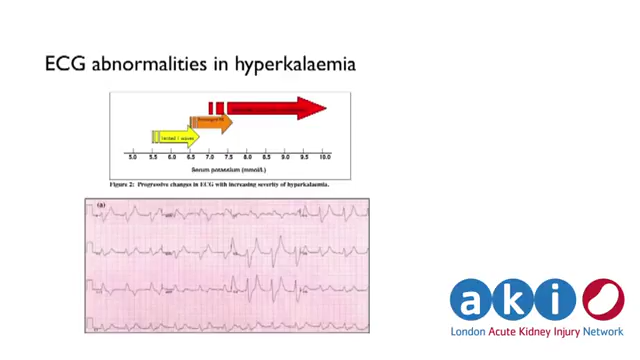 ECG abnormalities in hyperkalaemia
5.0 5.5 6.0 6.5 7.0 7.5 8.0 8.5 9.0 9.5 10.0
Serum potassium (mmol/L)
Figure 2: Progressive changes in ECG with increasing severity of hyperkalaemia.
(a)
aki
London Acute Kidney Injury Network